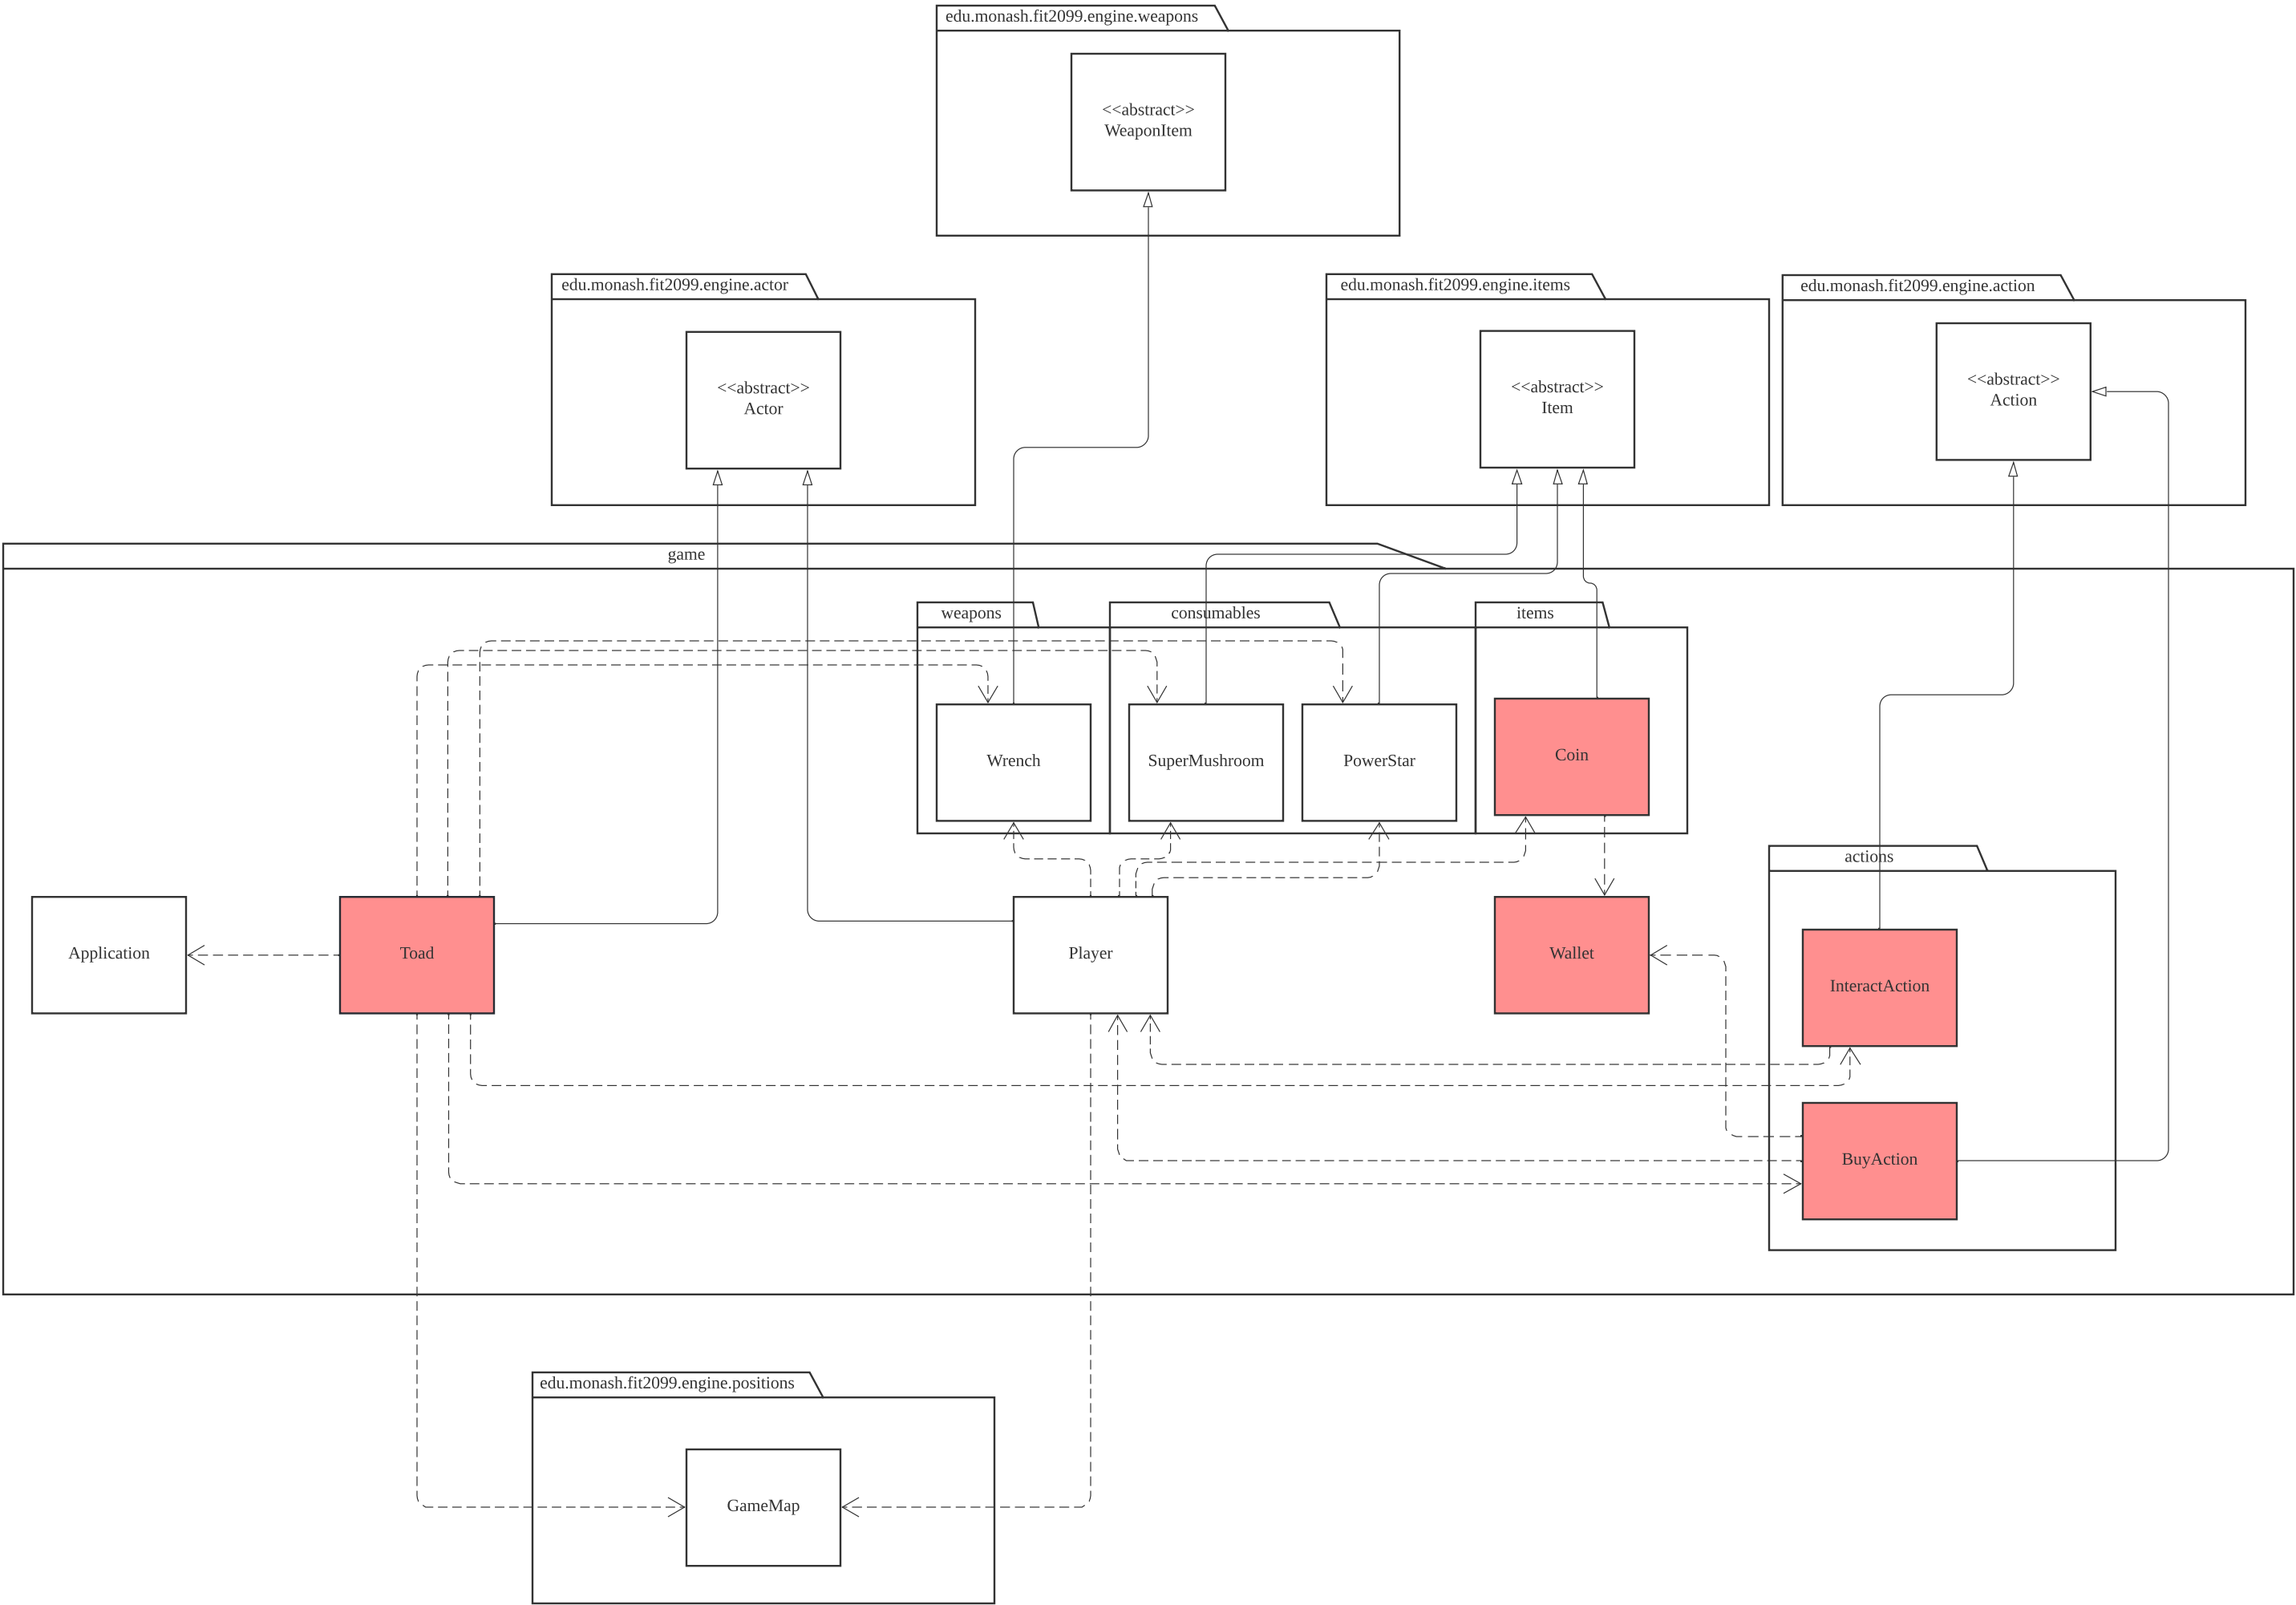 edu.monash.fit2099.engine.weapons
<<abstract>>
WeaponItem
edu.monash.fit2099.engine.actor
<<abstract>>
Actor
edu.monash.fit2099.engine.items
<<abstract>>
Item
edu.monash.fit2099.engine.action
<<abstract>>
Action
game
weapons
consumables
items
Wrench
SuperMushroom
PowerStar
Coin
actions
Application
Toad
Player
Wallet
InteractAction
BuyAction
edu.monash.fit2099.engine.positions
GameMap